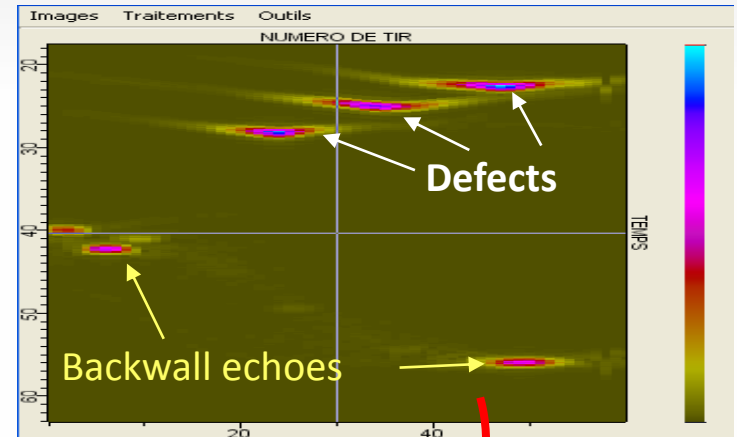 Images Traitements Outils
NUMERO DE TIR
20
30
Defects
40
TEMPS
50
Backwall echoes
60
20 40